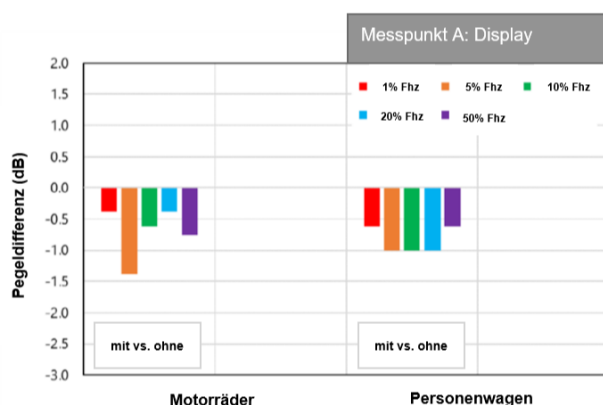 Messpunkt A: Display
1% Fhz 5% Fhz 10% Fhz
20% Fhz 50% Fhz
Pegeldifferenz (dB)
2.0
1.5
1.0
0.5
0.0
-0.5
-1.0
-1.5
-2.0
-2.5
-3.0
mit vs. ohne mit vs. ohne
Motorräder Personenwagen